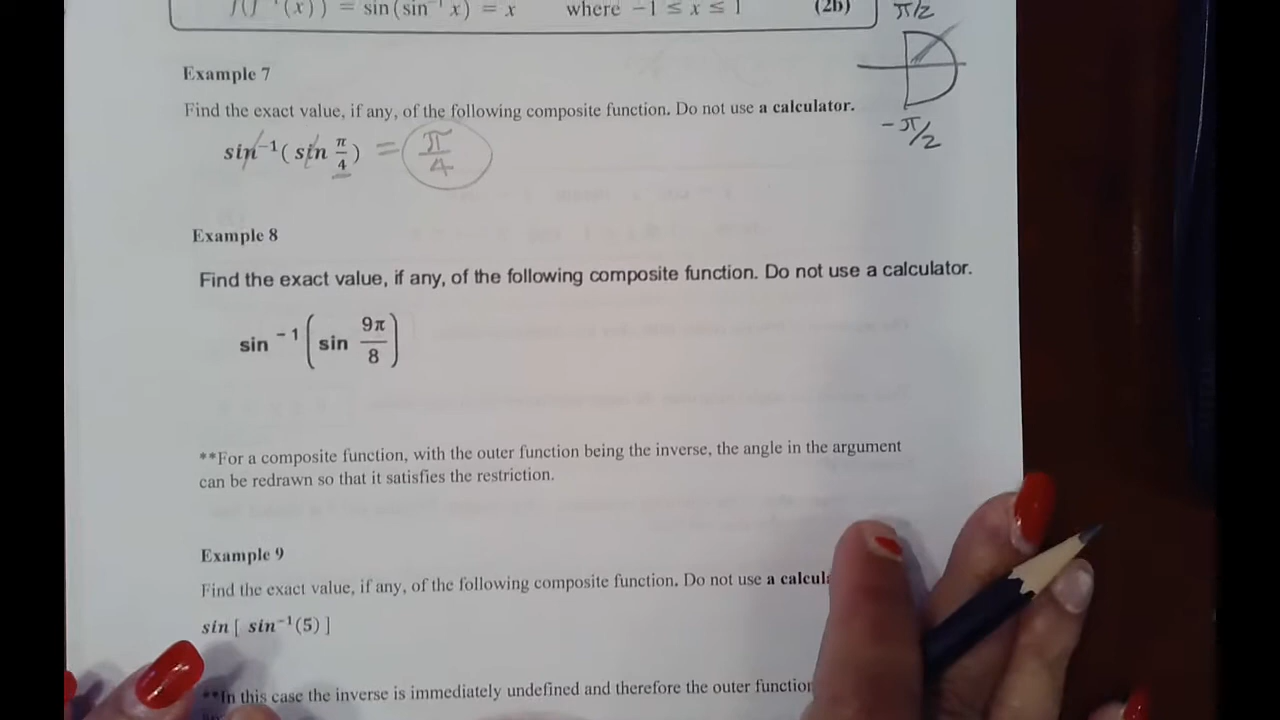 f(f⁻¹(x)) = sin(sin⁻¹ x) = x where −1 ≤ x ≤ 1 (2b)
π/2
Example 7
Find the exact value, if any, of the following composite function. Do not use a calculator.
−π/2
sin⁻¹(sin π/4) = π/4
Example 8
Find the exact value, if any, of the following composite function. Do not use a calculator.
sin⁻¹(sin 9π/8)
**For a composite function, with the outer function being the inverse, the angle in the argument
can be redrawn so that it satisfies the restriction.
Example 9
Find the exact value, if any, of the following composite function. Do not use a
sin [ sin⁻¹(5) ]
**In this case the inverse is immediately undefined and therefore the outer